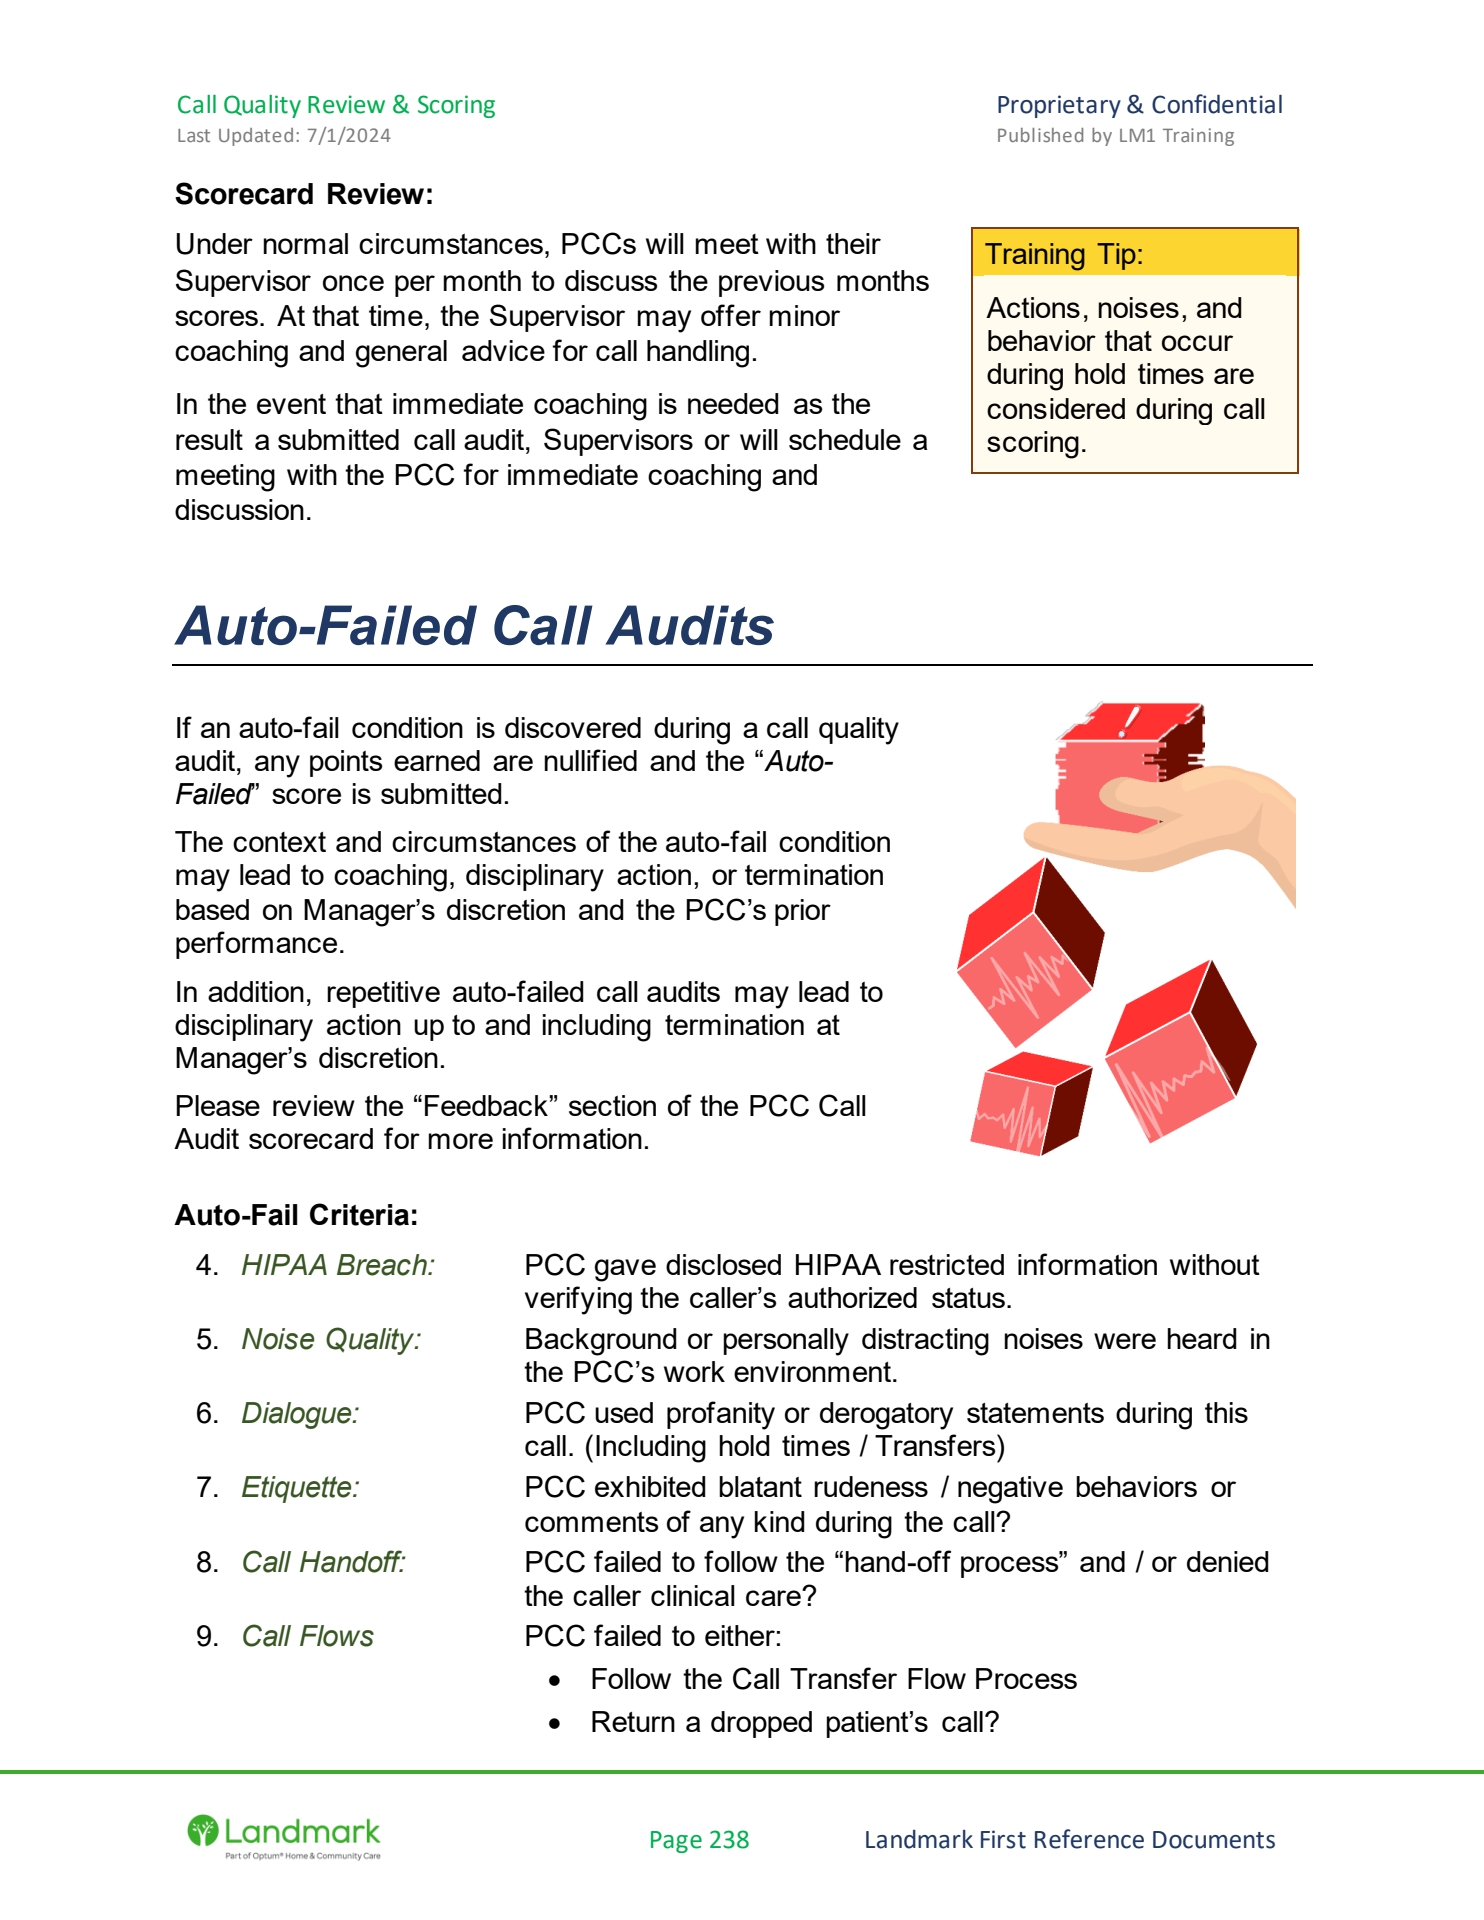 Call Quality Review & Scoring
Proprietary & Confidential
Last Updated: 7/1/2024
Published by LM1 Training
Scorecard Review:
Under normal circumstances, PCCs will meet with their
Supervisor once per month to discuss the previous months
scores. At that time, the Supervisor may offer minor
coaching and general advice for call handling.
In the event that immediate coaching is needed as the
result a submitted call audit, Supervisors or will schedule a
meeting with the PCC for immediate coaching and
discussion.
Training Tip:
Actions, noises, and
behavior that occur
during hold times are
considered during call
scoring.
Auto-Failed Call Audits
If an auto-fail condition is discovered during a call quality
audit, any points earned are nullified and the “Auto-
Failed” score is submitted.
The context and circumstances of the auto-fail condition
may lead to coaching, disciplinary action, or termination
based on Manager’s discretion and the PCC’s prior
performance.
In addition, repetitive auto-failed call audits may lead to
disciplinary action up to and including termination at
Manager’s discretion.
Please review the “Feedback” section of the PCC Call
Audit scorecard for more information.
!
Auto-Fail Criteria:
4. HIPAA Breach: PCC gave disclosed HIPAA restricted information without
verifying the caller’s authorized status.
5. Noise Quality: Background or personally distracting noises were heard in
the PCC’s work environment.
6. Dialogue: PCC used profanity or derogatory statements during this
call. (Including hold times / Transfers)
7. Etiquette: PCC exhibited blatant rudeness / negative behaviors or
comments of any kind during the call?
8. Call Handoff: PCC failed to follow the “hand-off process” and / or denied
the caller clinical care?
9. Call Flows PCC failed to either:
• Follow the Call Transfer Flow Process
• Return a dropped patient’s call?
Landmark
Part of Optum® Home & Community Care
Page 238
Landmark First Reference Documents